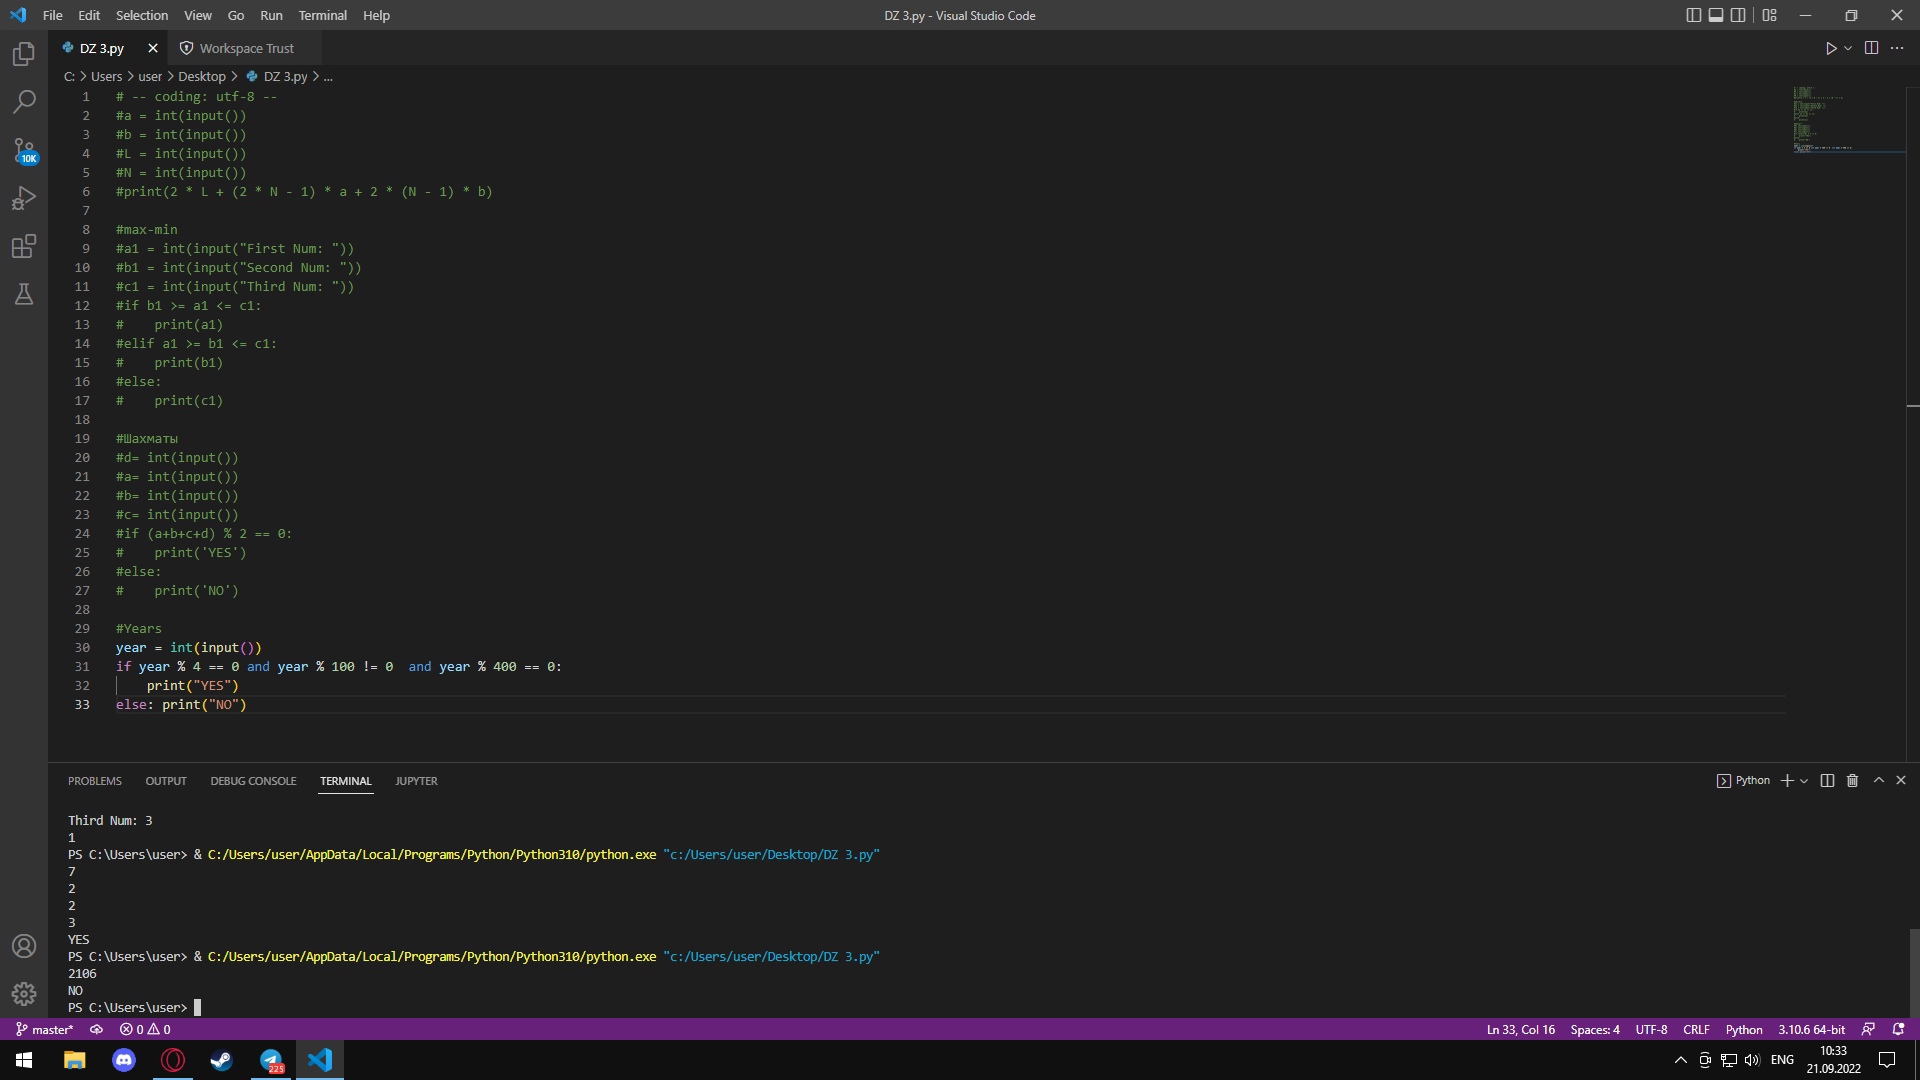 File Edit Selection View Go Run Terminal Help
DZ 3.py - Visual Studio Code
DZ 3.py
Workspace Trust
C: > Users > user > Desktop > DZ 3.py > ...
1 # -- coding: utf-8 --
2 #a = int(input())
3 #b = int(input())
4 #L = int(input())
5 #N = int(input())
6 #print(2 * L + (2 * N - 1) * a + 2 * (N - 1) * b)
7
8 #max-min
9 #a1 = int(input("First Num: "))
10 #b1 = int(input("Second Num: "))
11 #c1 = int(input("Third Num: "))
12 #if b1 >= a1 <= c1:
13 #    print(a1)
14 #elif a1 >= b1 <= c1:
15 #    print(b1)
16 #else:
17 #    print(c1)
18
19 #Шахматы
20 #d= int(input())
21 #a= int(input())
22 #b= int(input())
23 #c= int(input())
24 #if (a+b+c+d) % 2 == 0:
25 #    print('YES')
26 #else:
27 #    print('NO')
28
29 #Years
30 year = int(input())
31 if year % 4 == 0 and year % 100 != 0  and year % 400 == 0:
32     print("YES")
33 else: print("NO")
10K
PROBLEMS OUTPUT DEBUG CONSOLE TERMINAL JUPYTER
Python
Third Num: 3
1
PS C:\Users\user> & C:/Users/user/AppData/Local/Programs/Python/Python310/python.exe "c:/Users/user/Desktop/DZ 3.py"
7
2
2
3
YES
PS C:\Users\user> & C:/Users/user/AppData/Local/Programs/Python/Python310/python.exe "c:/Users/user/Desktop/DZ 3.py"
2106
NO
PS C:\Users\user>
master* 0 0
Ln 33, Col 16 Spaces: 4 UTF-8 CRLF Python 3.10.6 64-bit
225
ENG
10:33
21.09.2022